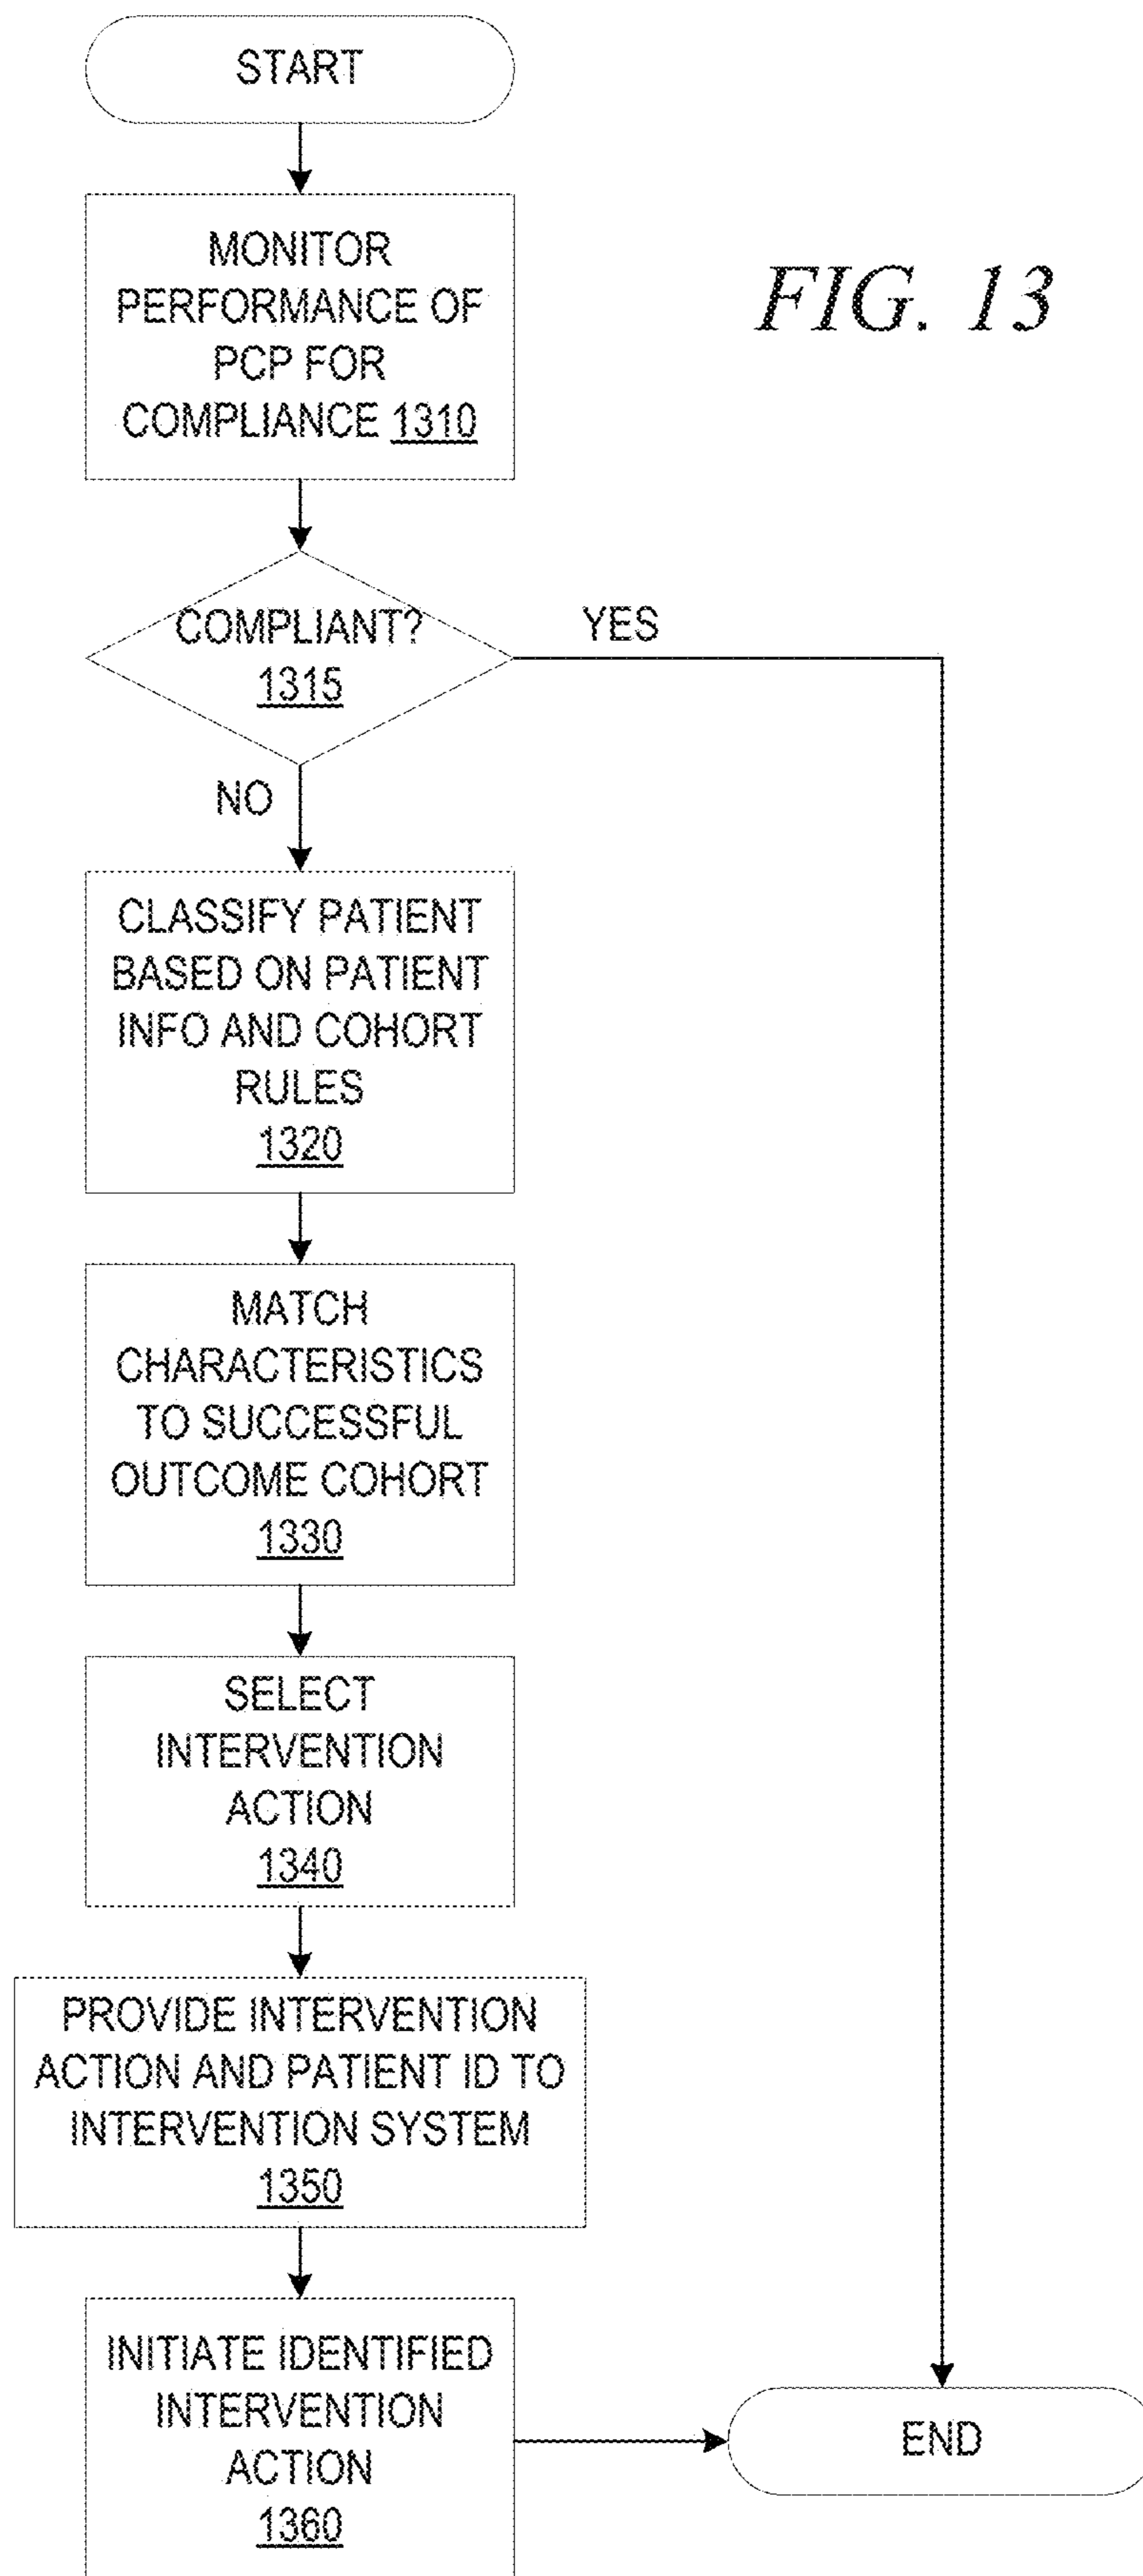 START
MONITOR
PERFORMANCE OF
PCP FOR
COMPLIANCE 1310
FIG. 13
COMPLIANT?
1315
YES
NO
CLASSIFY PATIENT
BASED ON PATIENT
INFO AND COHORT
RULES
1320
MATCH
CHARACTERISTICS
TO SUCCESSFUL
OUTCOME COHORT
1330
SELECT
INTERVENTION
ACTION
1340
PROVIDE INTERVENTION
ACTION AND PATIENT ID TO
INTERVENTION SYSTEM
1350
INITIATE IDENTIFIED
INTERVENTION
ACTION
1360
END